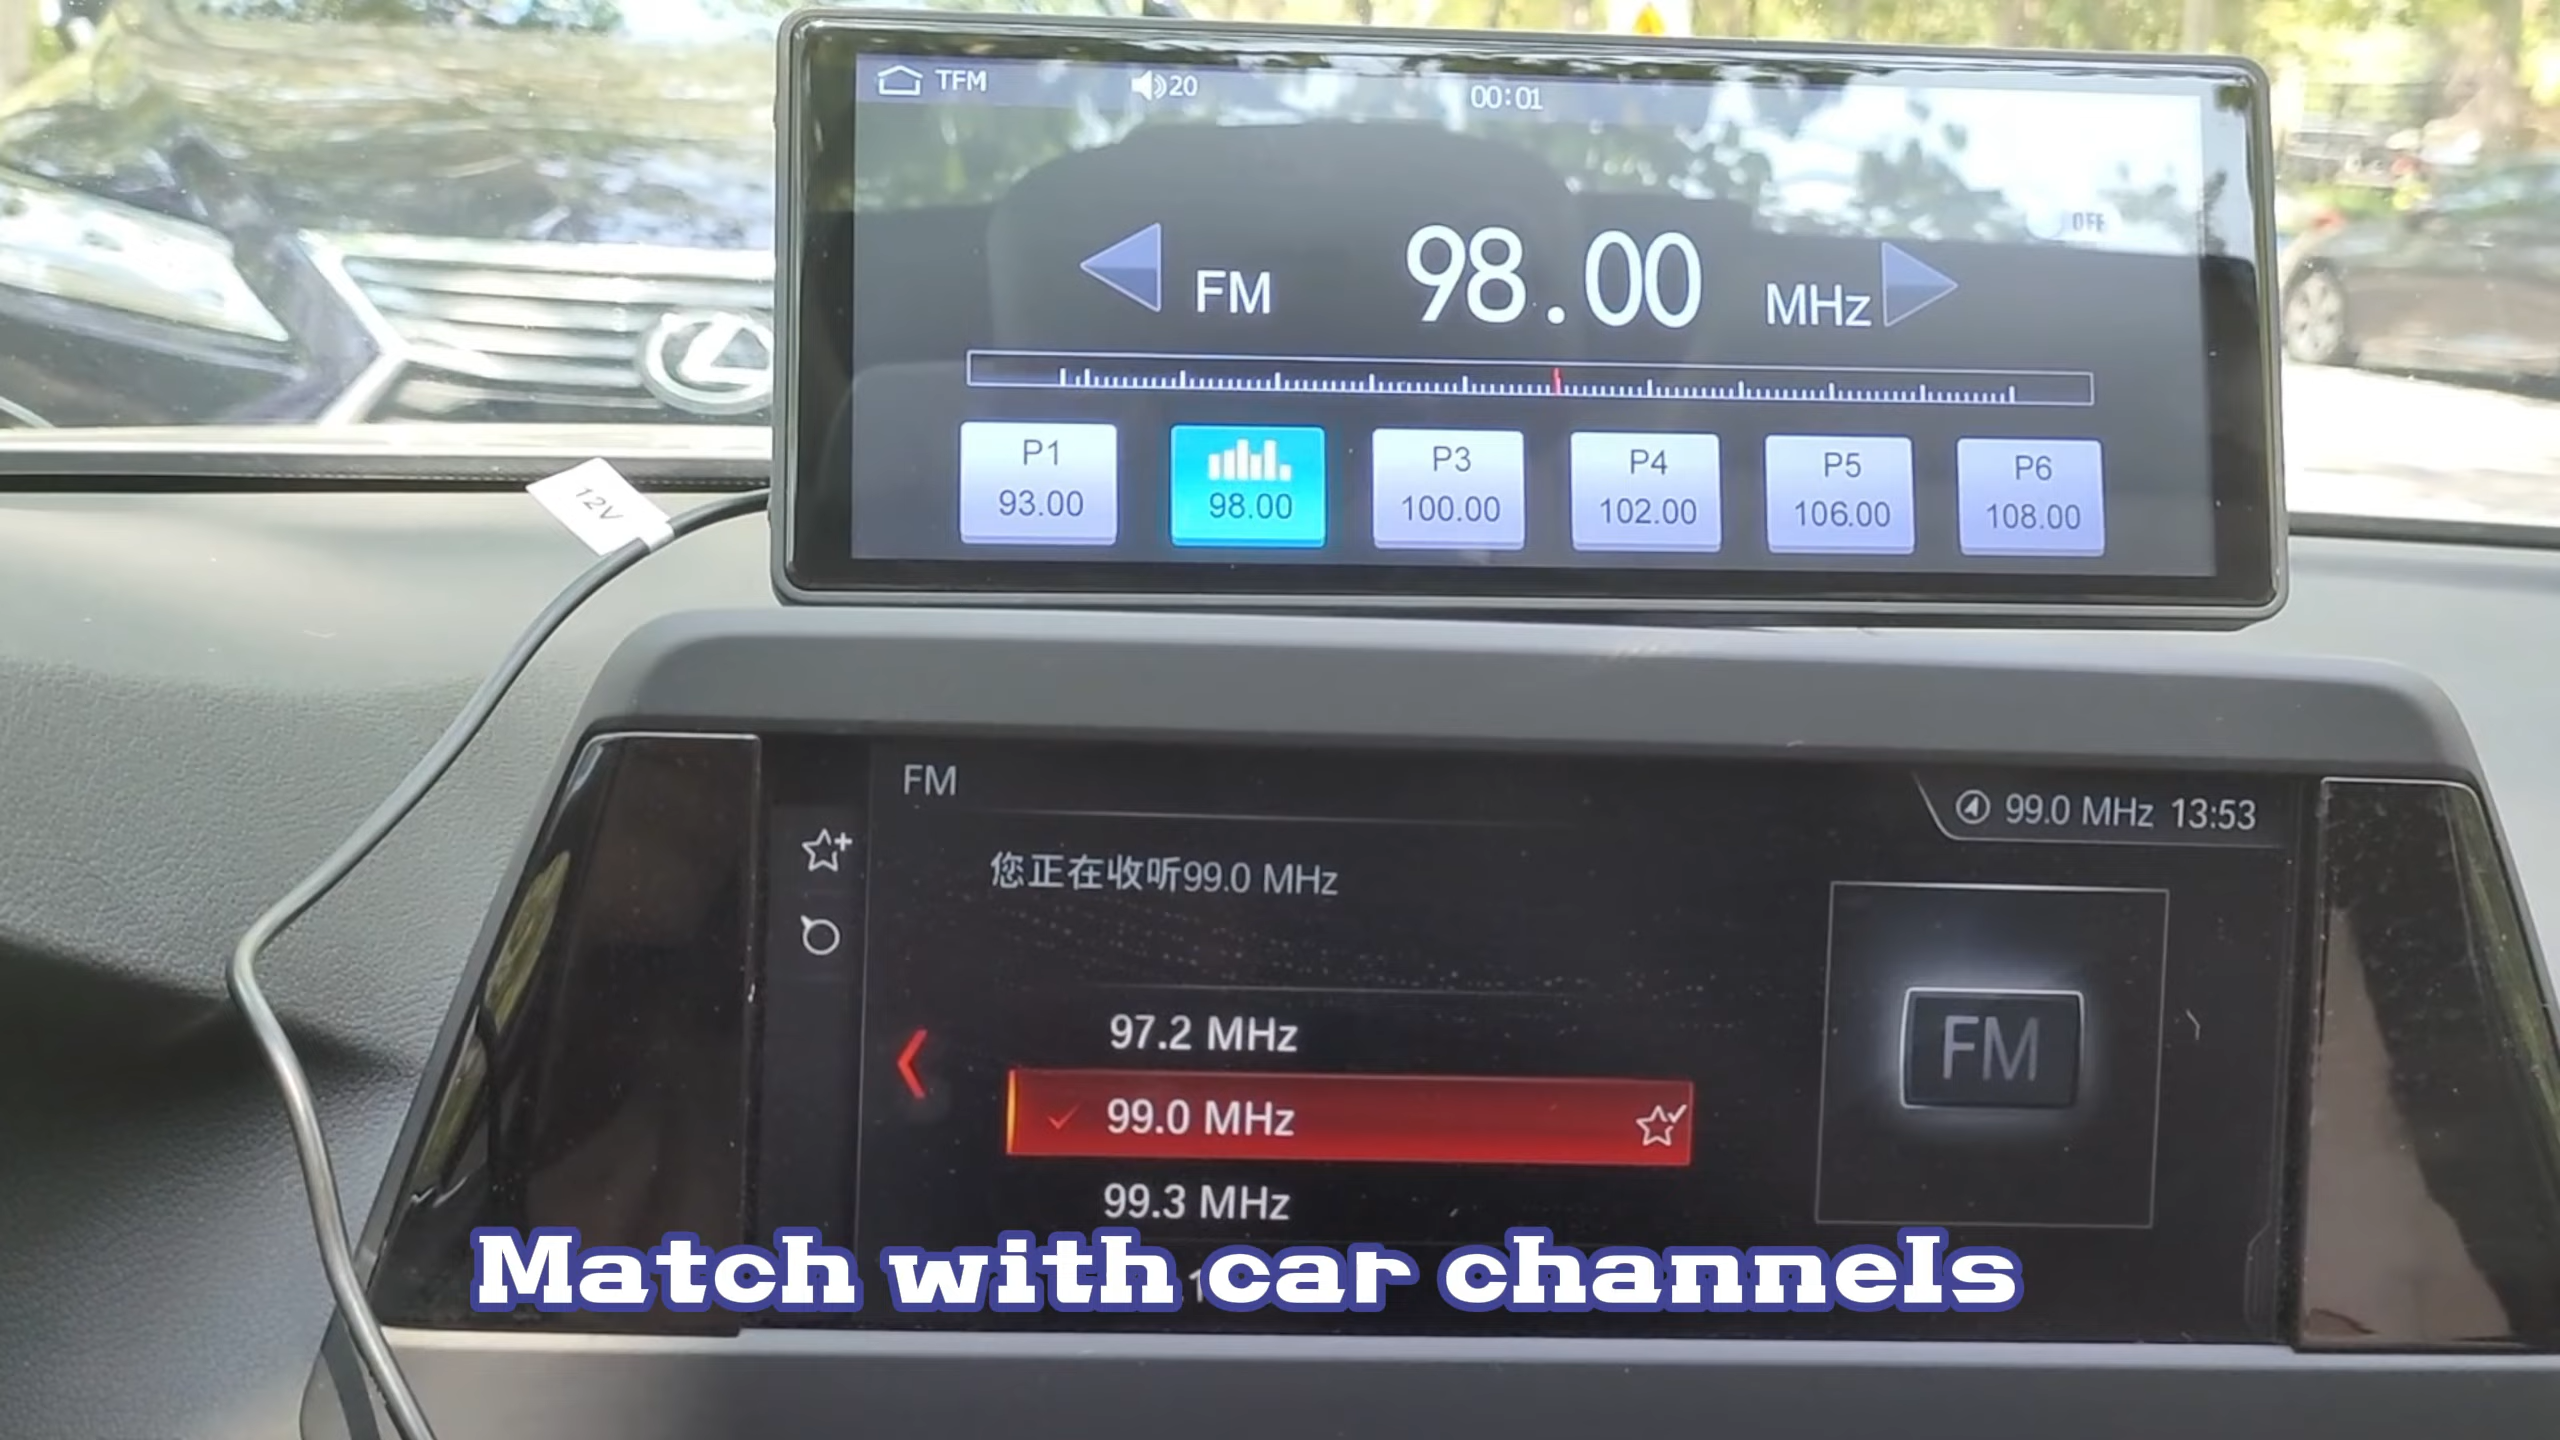 TFM
20
00:01
OFF
FM 98.00 MHz
P1
93.00
98.00
P3
100.00
P4
102.00
P5
106.00
P6
108.00
12V
FM
99.0 MHz 13:53
您正在收听99.0 MHz
97.2 MHz
99.0 MHz
FM
99.3 MHz
Match with car channels